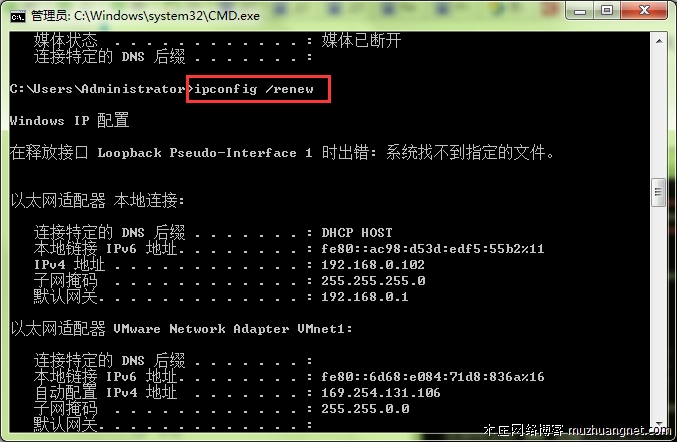 管理员: C:\Windows\system32\CMD.exe
媒体状态 . . . . . . . . . . . . : 媒体已断开
连接特定的 DNS 后缀 . . . . . . . :
C:\Users\Administrator>ipconfig /renew
Windows IP 配置
在释放接口 Loopback Pseudo-Interface 1 时出错: 系统找不到指定的文件。
以太网适配器 本地连接:
连接特定的 DNS 后缀 . . . . . . . : DHCP HOST
本地链接 IPv6 地址. . . . . . . . : fe80::ac98:d53d:edf5:55b2%11
IPv4 地址 . . . . . . . . . . . . : 192.168.0.102
子网掩码 . . . . . . . . . . . . : 255.255.255.0
默认网关. . . . . . . . . . . . . : 192.168.0.1
以太网适配器 VMware Network Adapter VMnet1:
连接特定的 DNS 后缀 . . . . . . . :
本地链接 IPv6 地址. . . . . . . . : fe80::6d68:e084:71d8:836a%16
自动配置 IPv4 地址 . . . . . . . : 169.254.131.106
子网掩码 . . . . . . . . . . . . : 255.255.0.0
默认网关. . . . . . . . . . . . . :
本庄网络博客 muzhuangnet.com